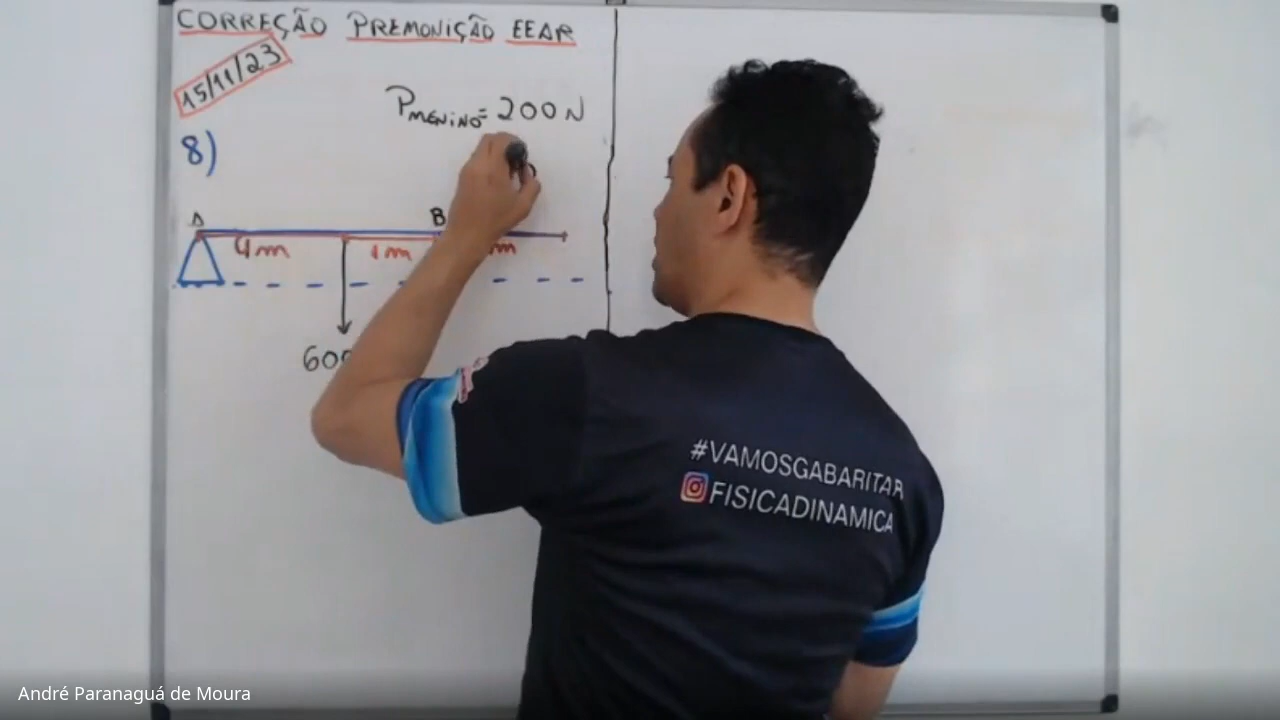 CORREÇÃO PREMONIÇÃO EEAR
15/11/23
PMENINO = 200 N
8)
A B
4m 1m m
600
#VAMOSGABARITAR
FISICADINAMICA
André Paranaguá de Moura